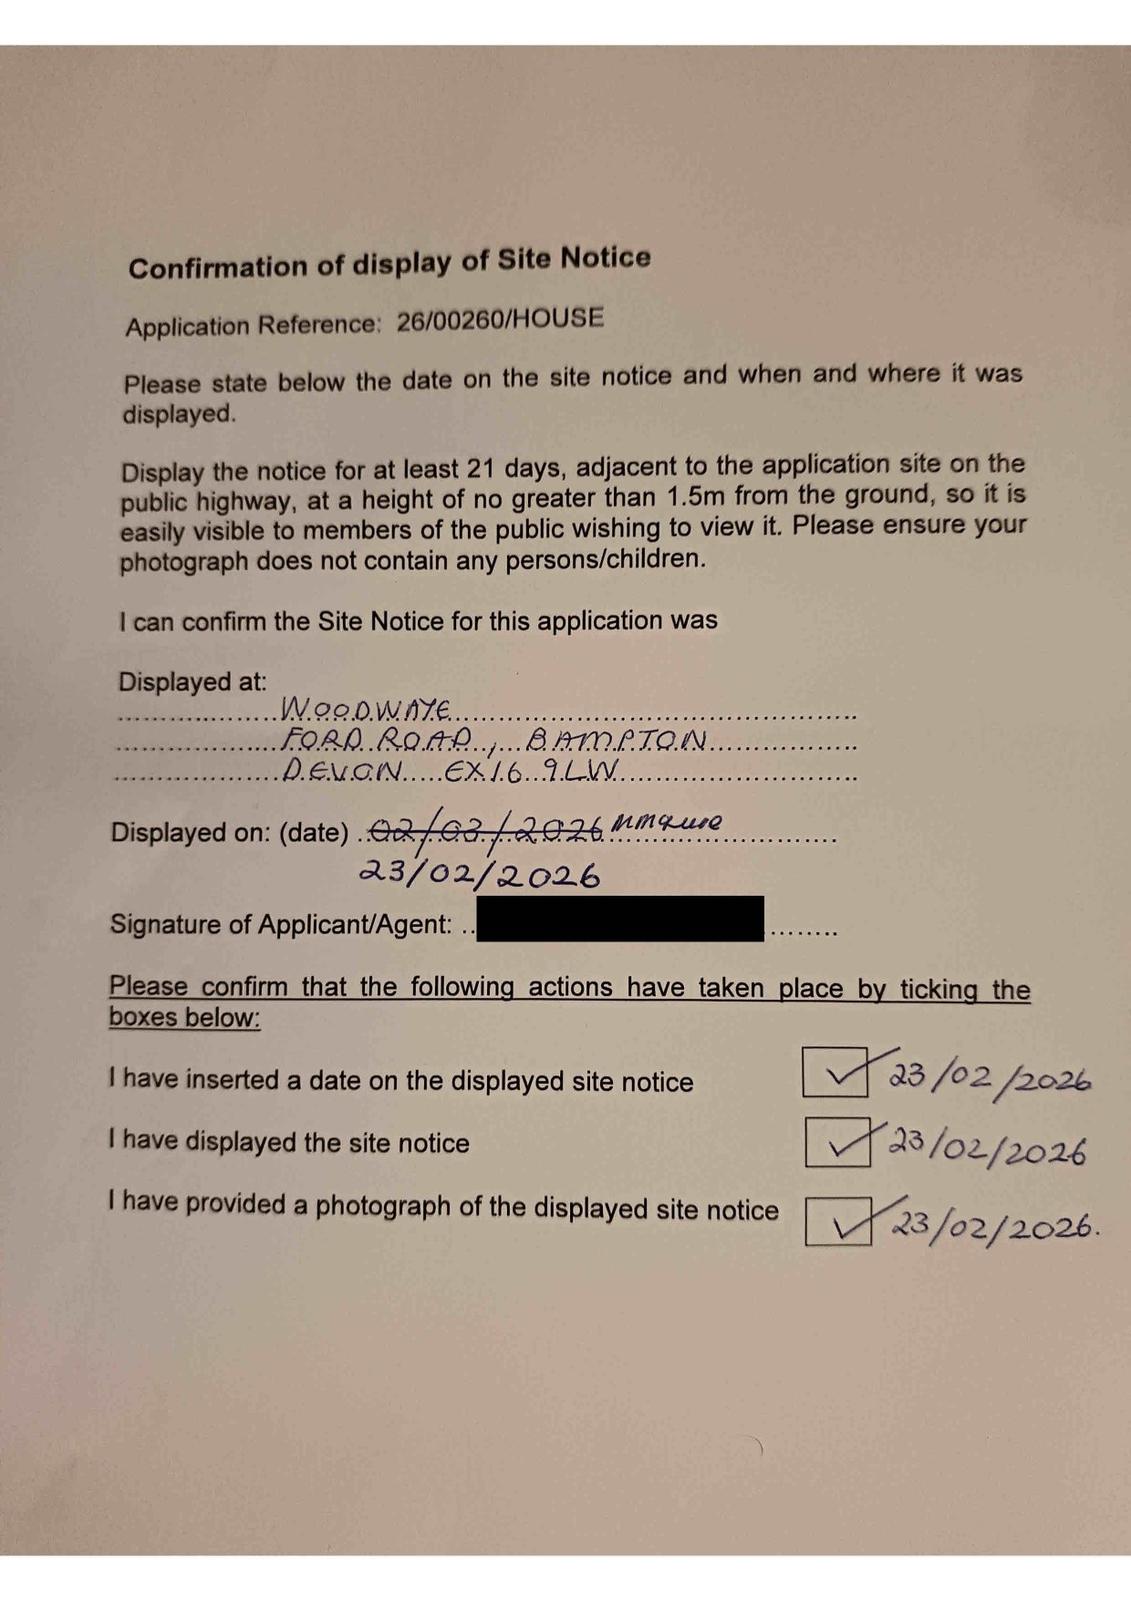 Confirmation of display of Site Notice
Application Reference: 26/00260/HOUSE
Please state below the date on the site notice and when and where it was
displayed.
Display the notice for at least 21 days, adjacent to the application site on the
public highway, at a height of no greater than 1.5m from the ground, so it is
easily visible to members of the public wishing to view it. Please ensure your
photograph does not contain any persons/children.
I can confirm the Site Notice for this application was
Displayed at:
WOODWAYE
FORD ROAD, BAMPTON
DEVON EX16 9LW
Displayed on: (date) 02/03/2026
23/02/2026
Signature of Applicant/Agent:
Please confirm that the following actions have taken place by ticking the
boxes below:
I have inserted a date on the displayed site notice ✓ 23/02/2026
I have displayed the site notice ✓ 23/02/2026
I have provided a photograph of the displayed site notice ✓ 23/02/2026.